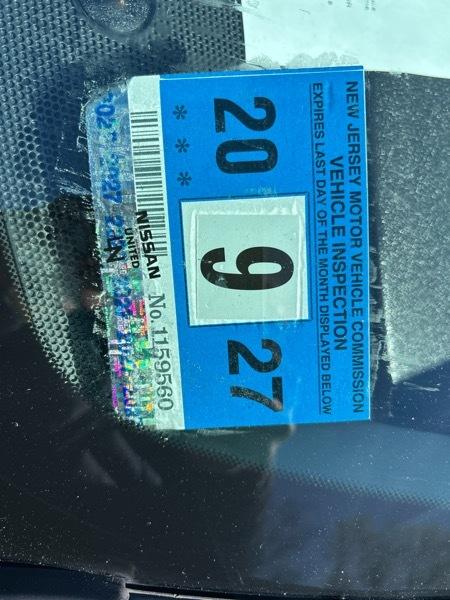 NEW JERSEY MOTOR VEHICLE COMMISSION
VEHICLE INSPECTION
EXPIRES LAST DAY OF THE MONTH DISPLAYED BELOW
20 9 27
***
NISSAN No. 1159560
UNITED